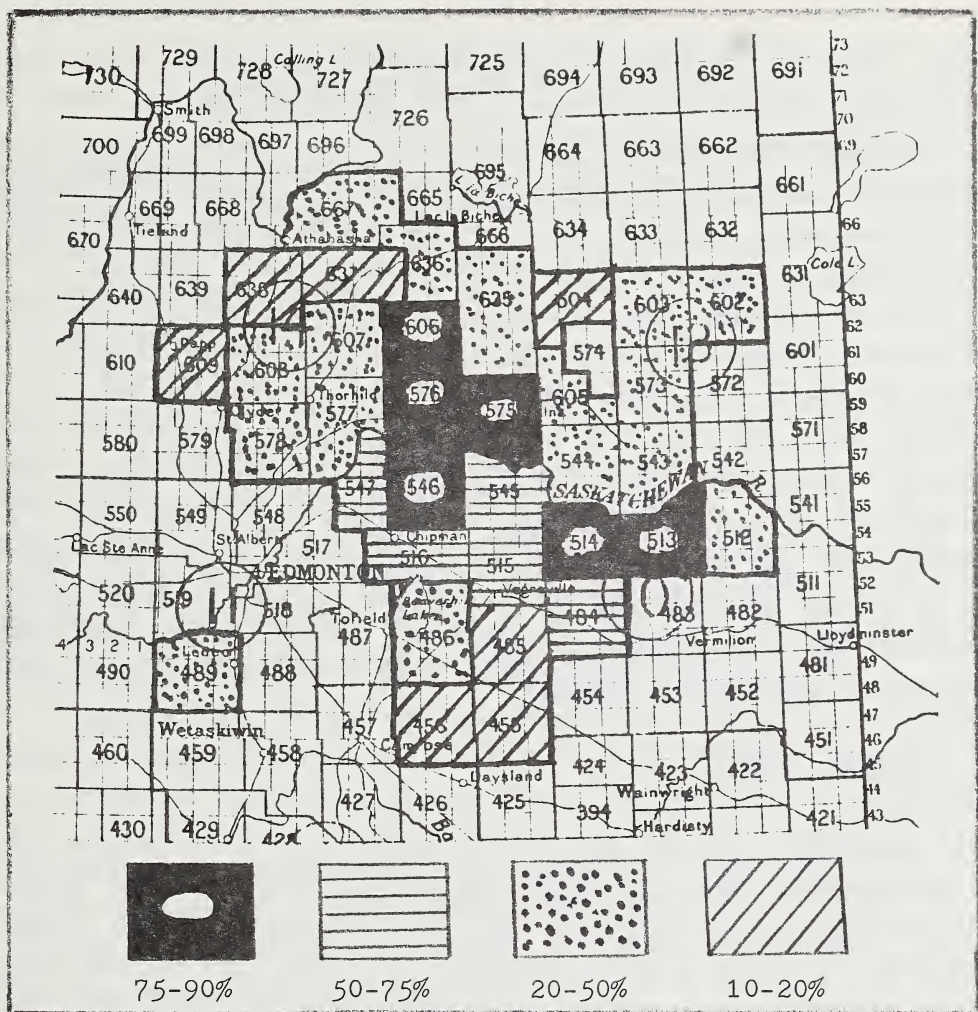 73
729 Calling L 725 694 693 692 691 72
730 728 727
71
Smith 726 70
699 698 697 696
700 664 663 662 69
695
L la Biche 661
667 665
669 668 Lac la Biche 66
Tieland 634 633 632
670 Athabasca 666
636 631 Cold L
640 639 638 637 635 604 603 602 63
606 62
610 609 608 607 574 601 61
576 573 572 60
Thorhild 575 605 59
577 571
580 579 578 58
544 543 542 57
547 545 SASKATCHEWAN R 56
546 541
550 549 548 55
St Albert 517 Chipman 514 513 512 54
Lac Ste Anne 516 515 53
EDMONTON 511 52
520 519 518 Vegreville 484 483 482 51
Tofield Beaverh Lake
4 3 2 1 487 486 485 Vermilion Lloydminster
Leduc 481 49
490 489 488 454 453 452 48
Wetaskiwin 457 456 455 47
460 459 458 Camrose 451 46
424 423 422 45
Daysland
427 426 425 394 Wainwright 44
430 429 428 Hardisty 421 43
75-90% 50-75% 20-50% 10-20%